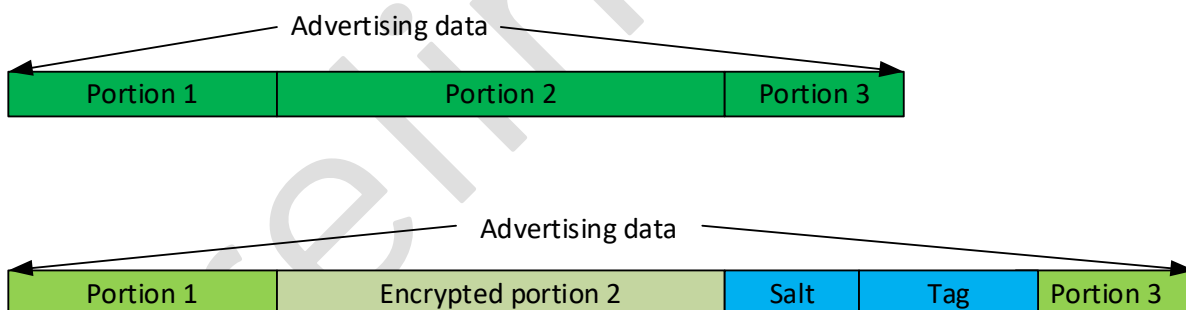 Advertising data
Portion 1 Portion 2 Portion 3
Advertising data
Portion 1 Encrypted portion 2 Salt Tag Portion 3